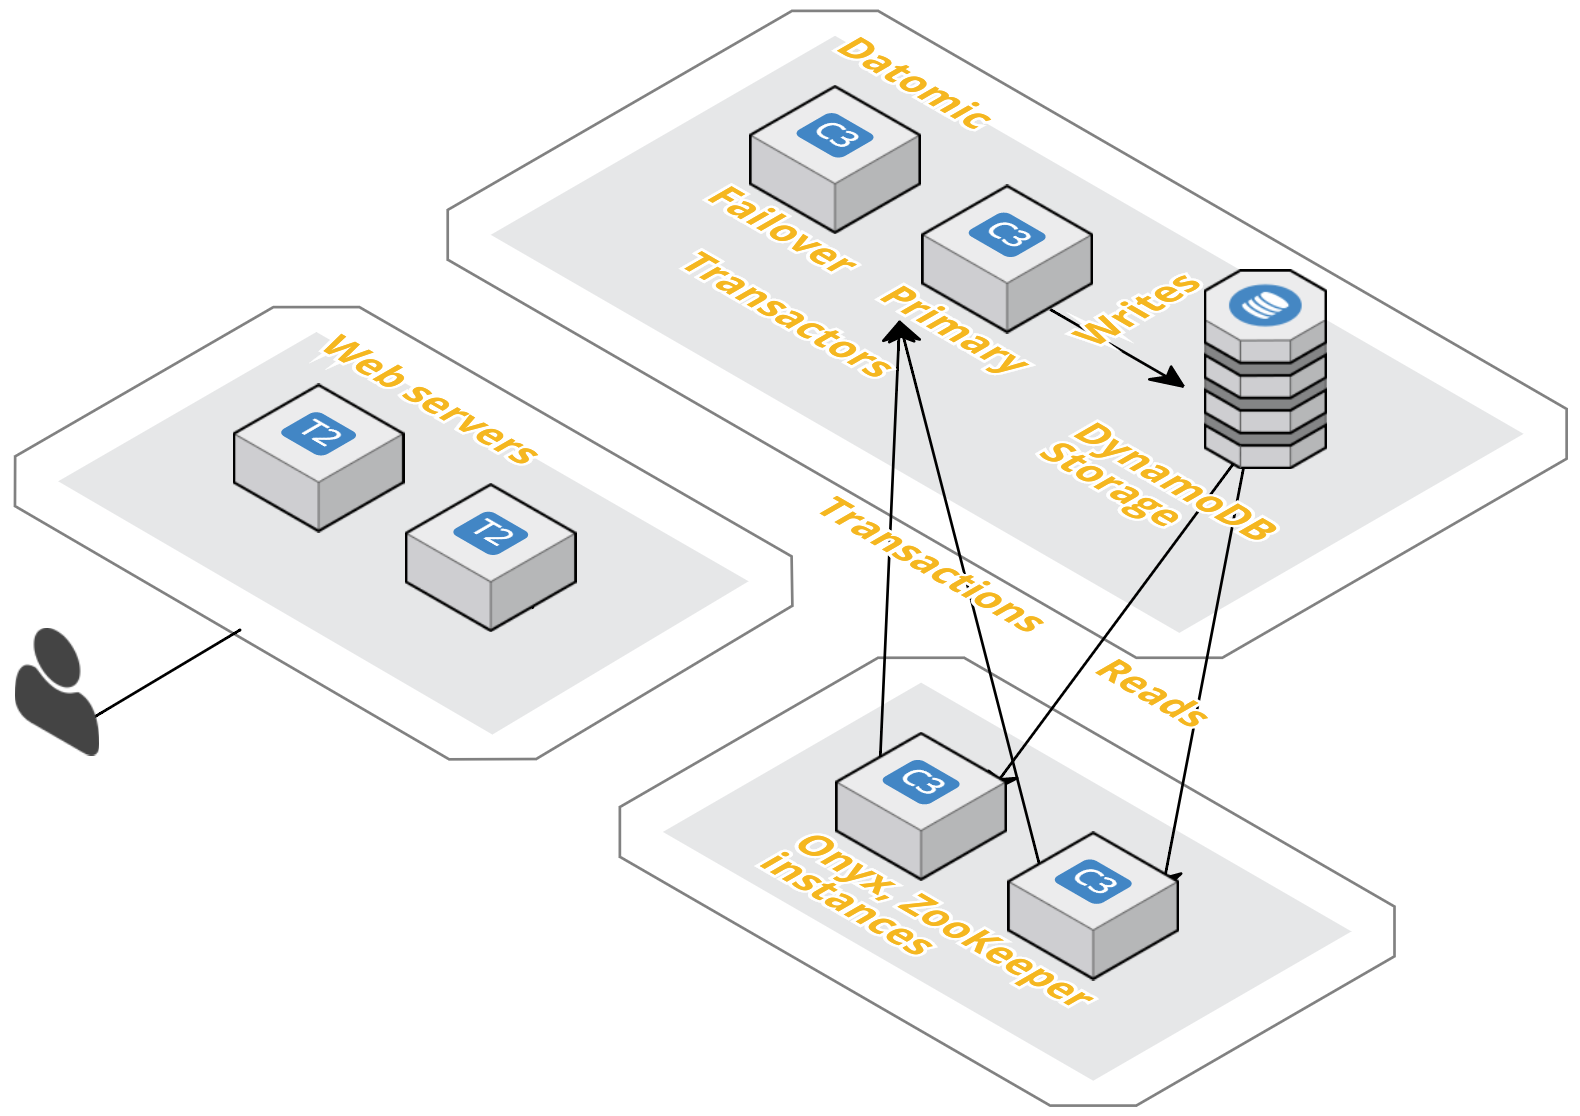 Datomic
C3
Failover
C3
Primary
Transactors
Writes
DynamoDB
Storage
Web servers
T2
T2
Transactions
Reads
C3
C3
Onyx, ZooKeeper
instances